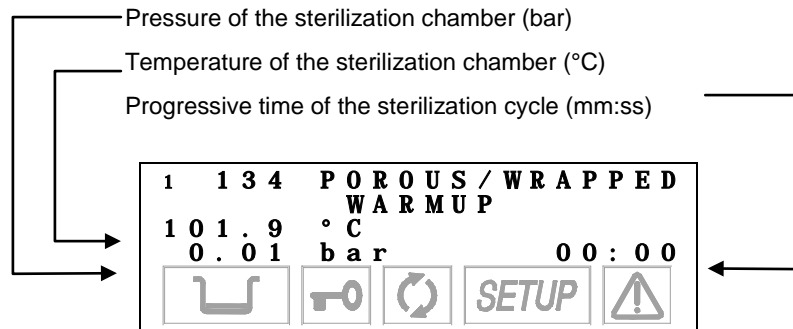 Pressure of the sterilization chamber (bar)
Temperature of the sterilization chamber (°C)
Progressive time of the sterilization cycle (mm:ss)
1 134 POROUS/WRAPPED
WARMUP
101.9 °C
0.01 bar 00:00
SETUP